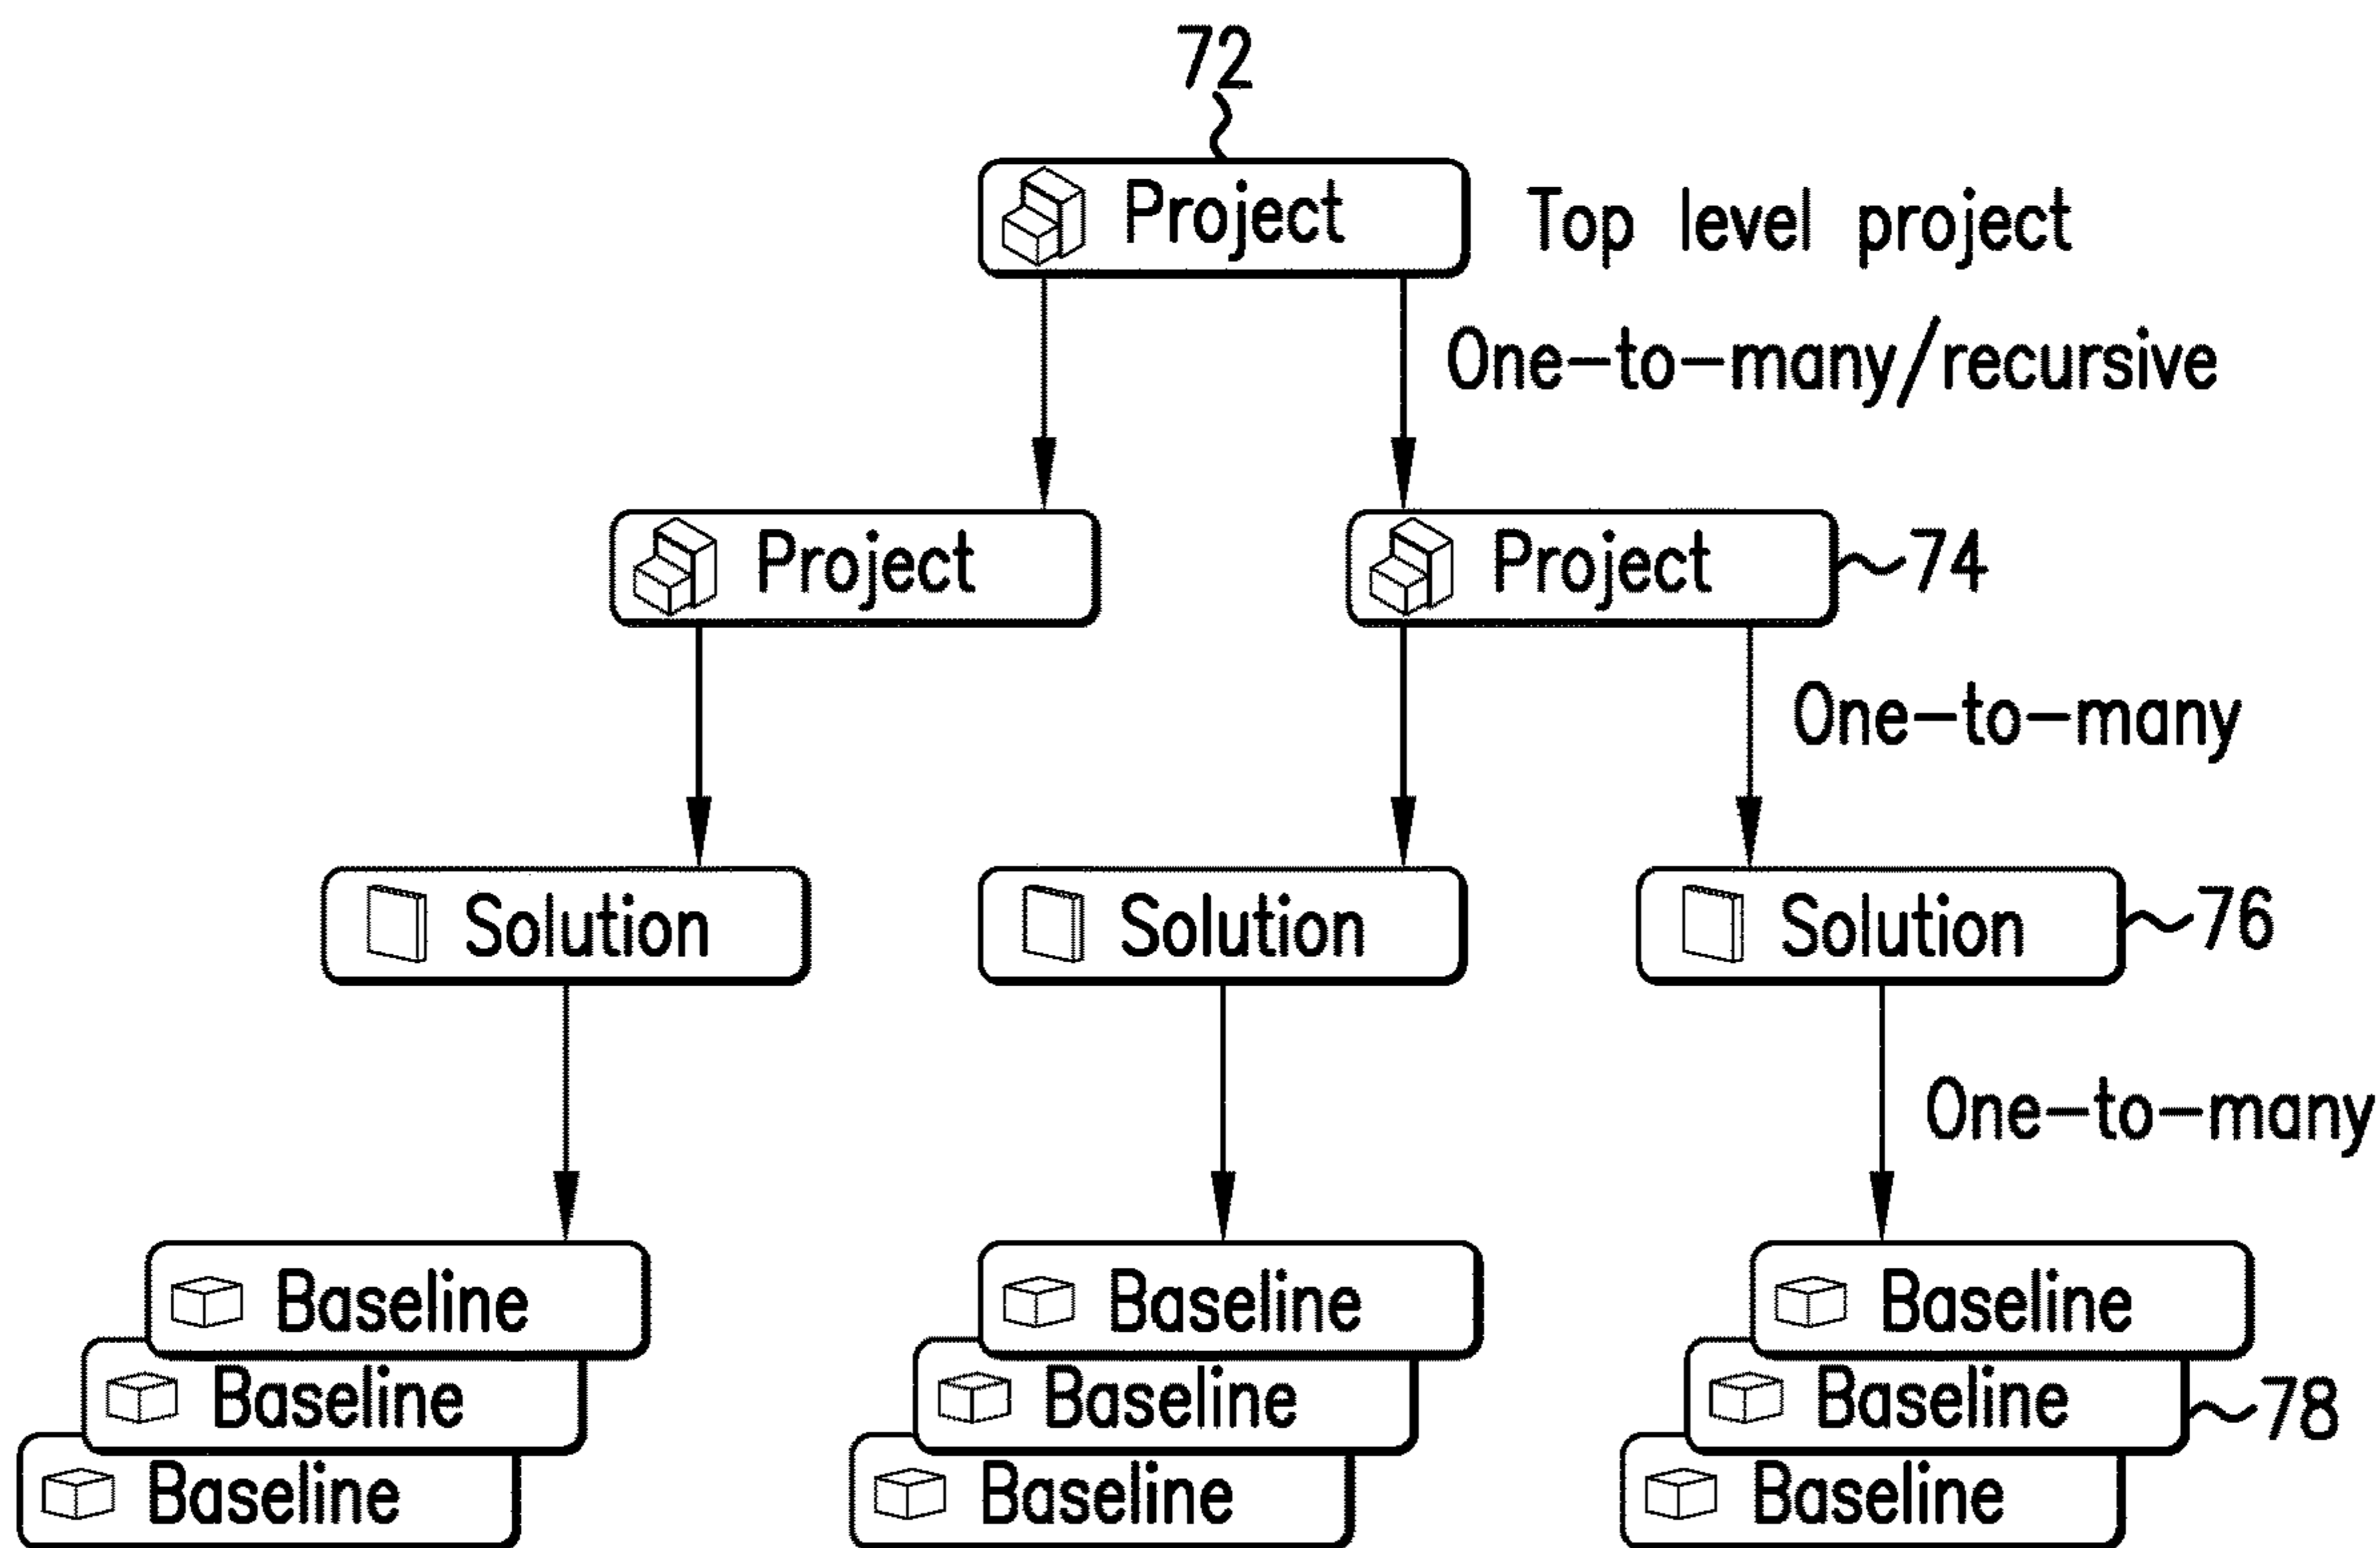 72
Project
Top level project
One-to-many/recursive
Project
Project
74
One-to-many
Solution
Solution
Solution
76
One-to-many
Baseline
Baseline
Baseline
Baseline
Baseline
Baseline
78
Baseline
Baseline
Baseline